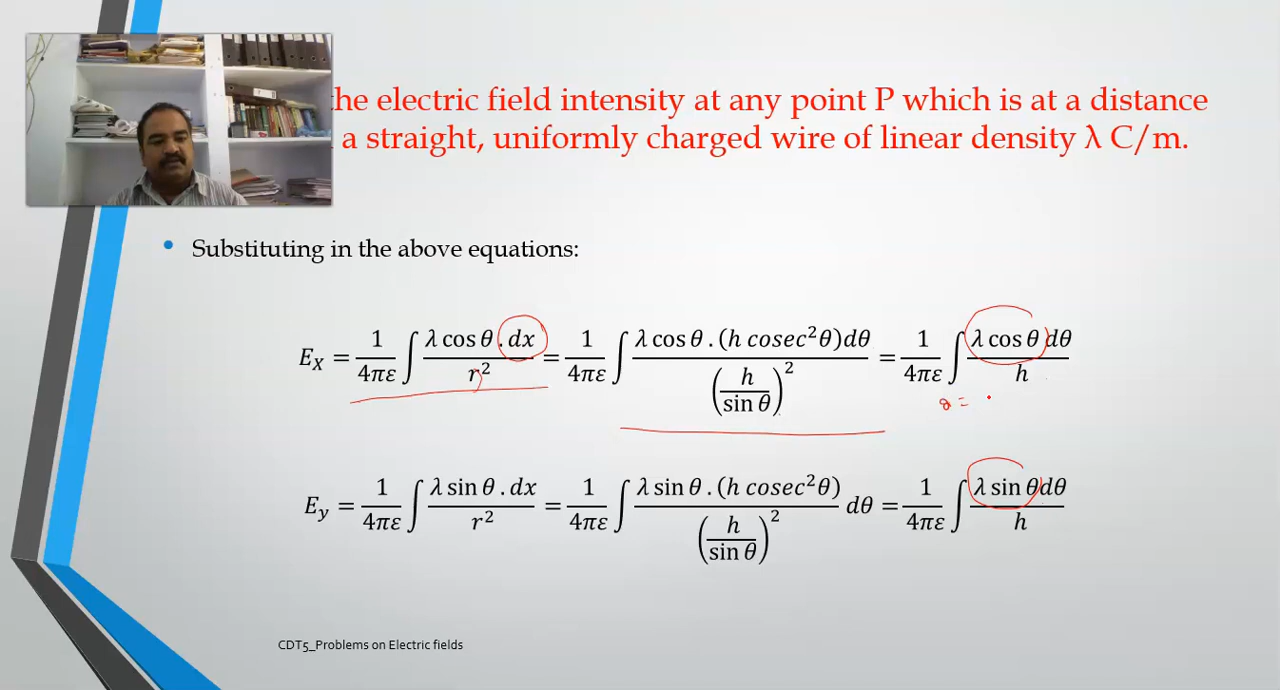 the electric field intensity at any point P which is at a distance
a straight, uniformly charged wire of linear density λ C/m.
• Substituting in the above equations:
E_X = 1/4πε ∫ λ cos θ . dx / r² = 1/4πε ∫ λ cos θ . (h cosec²θ)dθ / (h/sin θ)² = 1/4πε ∫ λ cos θ dθ / h
E_y = 1/4πε ∫ λ sin θ . dx / r² = 1/4πε ∫ λ sin θ . (h cosec²θ) / (h/sin θ)² dθ = 1/4πε ∫ λ sin θ dθ / h
CDT5_Problems on Electric fields